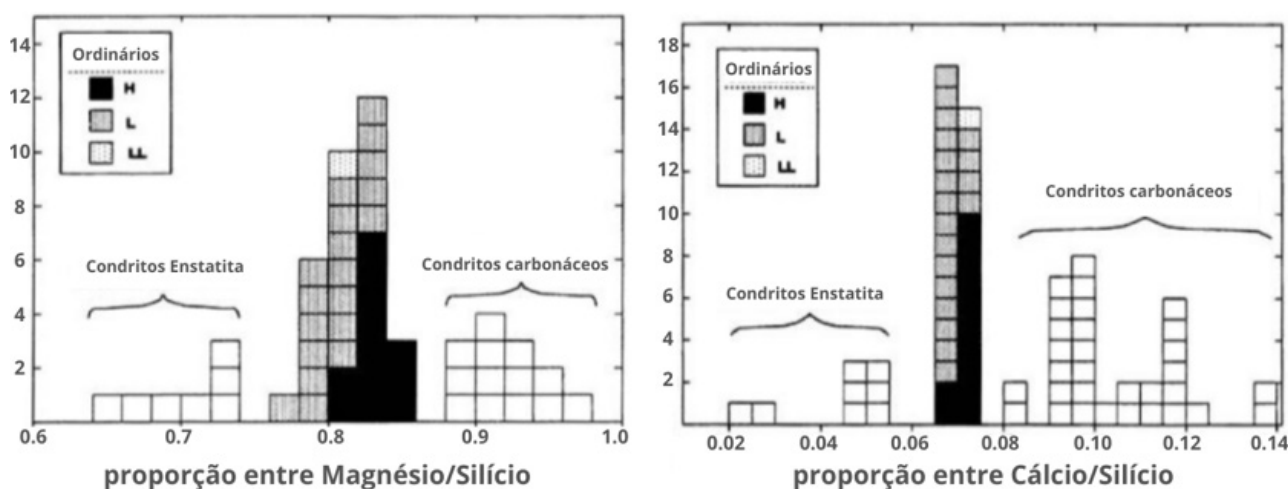 14
12
10
8
6
4
2
Ordinários
H
L
LL
Condritos Enstatita
Condritos carbonáceos
0.6
0.7
0.8
0.9
1.0
proporção entre Magnésio/Silício
18
16
14
12
10
8
6
4
2
Ordinários
H
L
LL
Condritos carbonáceos
Condritos Enstatita
0.02
0.04
0.06
0.08
0.10
0.12
0.14
proporção entre Cálcio/Silício